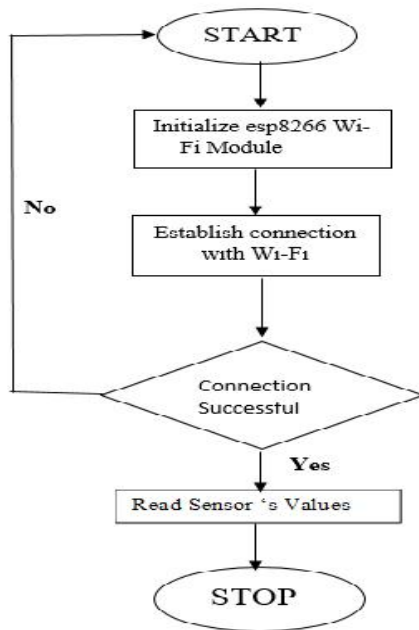 START
Initialize esp8266 Wi-
Fi Module
No
Establish connection
with Wi-Fi
Connection
Successful
Yes
Read Sensor ‘s Values
STOP